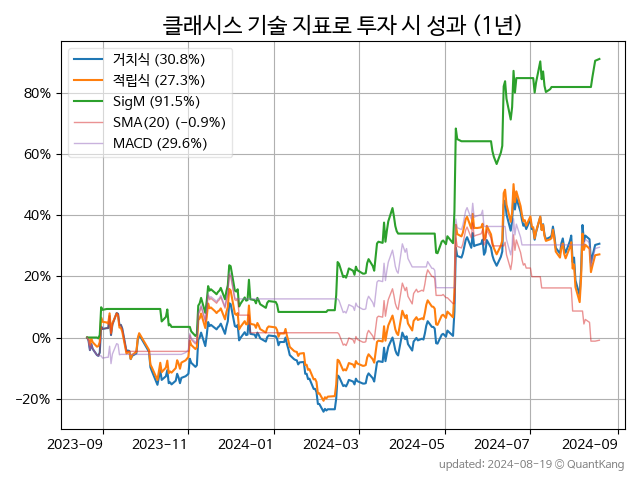 클래시스 기술 지표로 투자 시 성과 (1년)
거치식 (30.8%)
적립식 (27.3%)
SigM (91.5%)
SMA(20) (−0.9%)
MACD (29.6%)
80%
60%
40%
20%
0%
−20%
2023-09
2023-11
2024-01
2024-03
2024-05
2024-07
2024-09
updated: 2024-08-19 © QuantKang